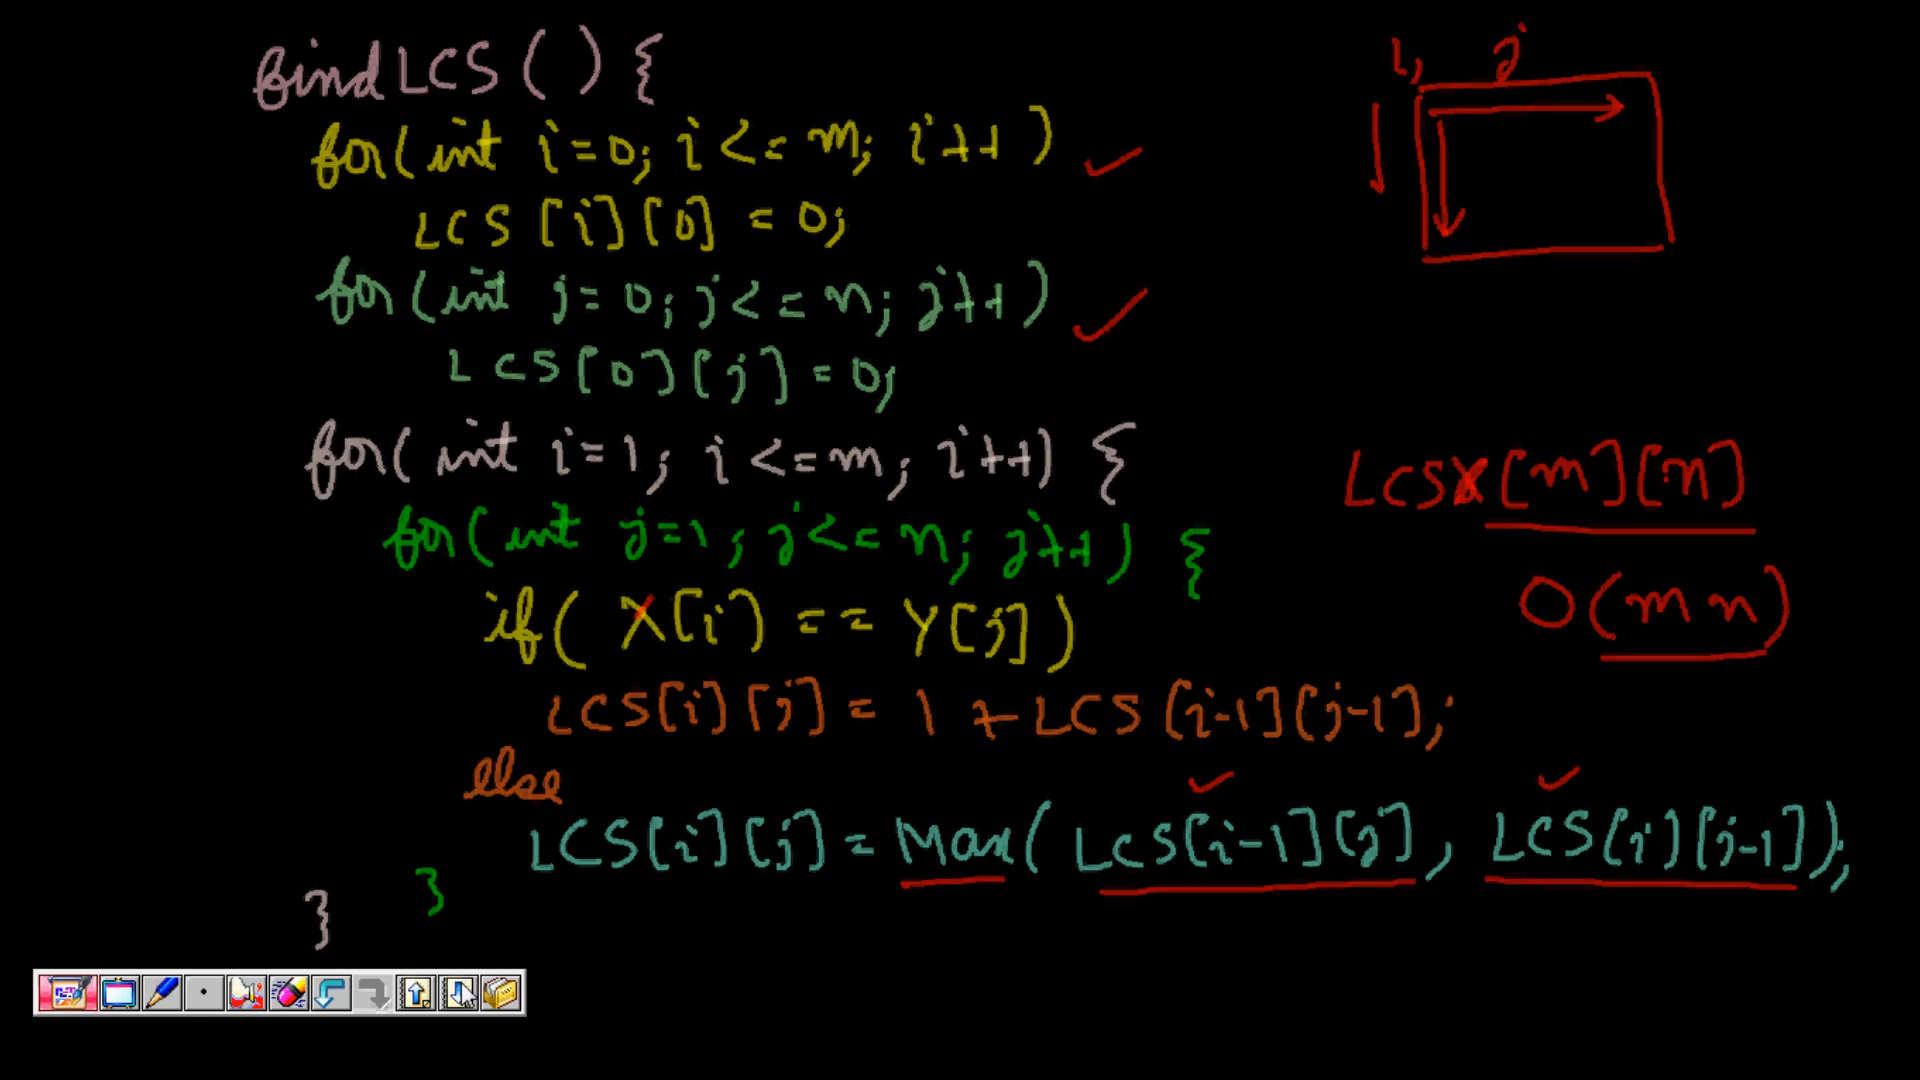 findLCS() {
for(int i=0; i<=m; i++)
LCS[i][0] = 0;
for(int j=0; j<=n; j++)
LCS[0][j] = 0;
for(int i=1; i<=m; i++) {
for(int j=1; j<=n; j++) {
if( X[i] == Y[j])
LCS[i][j] = 1 + LCS[i-1][j-1];
else
LCS[i][j] = Max( LCS[i-1][j], LCS[i][j-1]);
}
}
i, j
LCS[m][n]
O(mn)